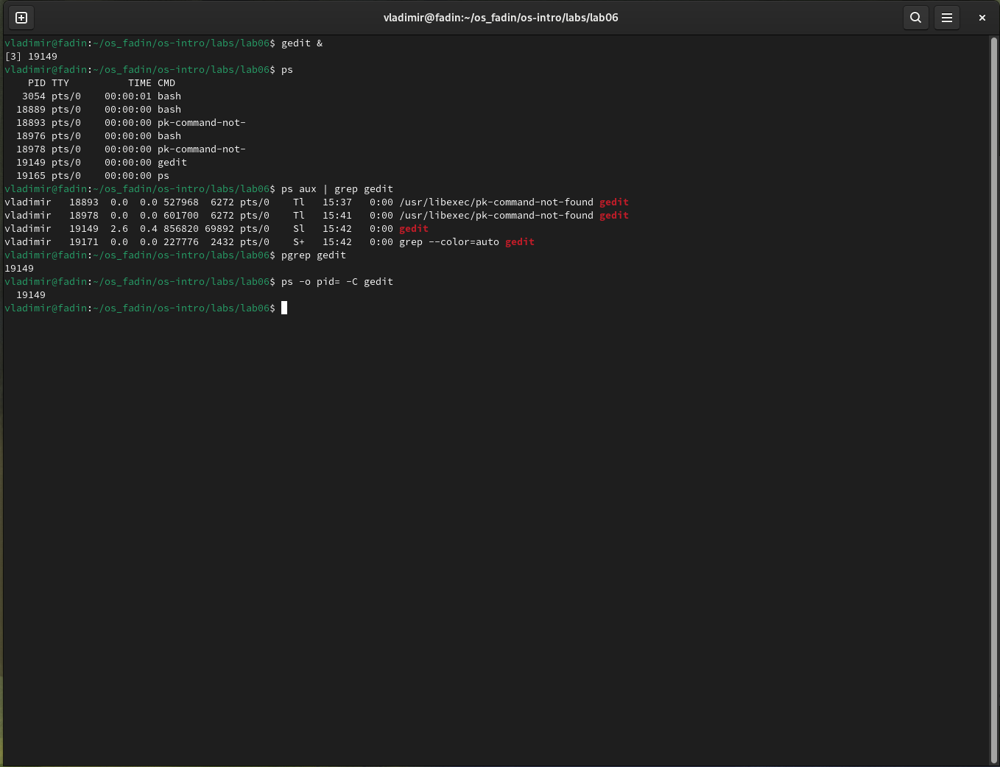 vladimir@fadin:~/os_fadin/os-intro/labs/lab06
vladimir@fadin:~/os_fadin/os-intro/labs/lab06$ gedit &
[3] 19149
vladimir@fadin:~/os_fadin/os-intro/labs/lab06$ ps
    PID TTY          TIME CMD
   3054 pts/0    00:00:01 bash
  18889 pts/0    00:00:00 bash
  18893 pts/0    00:00:00 pk-command-not-
  18976 pts/0    00:00:00 bash
  18978 pts/0    00:00:00 pk-command-not-
  19149 pts/0    00:00:00 gedit
  19165 pts/0    00:00:00 ps
vladimir@fadin:~/os_fadin/os-intro/labs/lab06$ ps aux | grep gedit
vladimir   18893  0.0  0.0 527968  6272 pts/0    Tl   15:37   0:00 /usr/libexec/pk-command-not-found gedit
vladimir   18978  0.0  0.0 601700  6272 pts/0    Tl   15:41   0:00 /usr/libexec/pk-command-not-found gedit
vladimir   19149  2.6  0.4 856820 69892 pts/0    Sl   15:42   0:00 gedit
vladimir   19171  0.0  0.0 227776  2432 pts/0    S+   15:42   0:00 grep --color=auto gedit
vladimir@fadin:~/os_fadin/os-intro/labs/lab06$ pgrep gedit
19149
vladimir@fadin:~/os_fadin/os-intro/labs/lab06$ ps -o pid= -C gedit
  19149
vladimir@fadin:~/os_fadin/os-intro/labs/lab06$